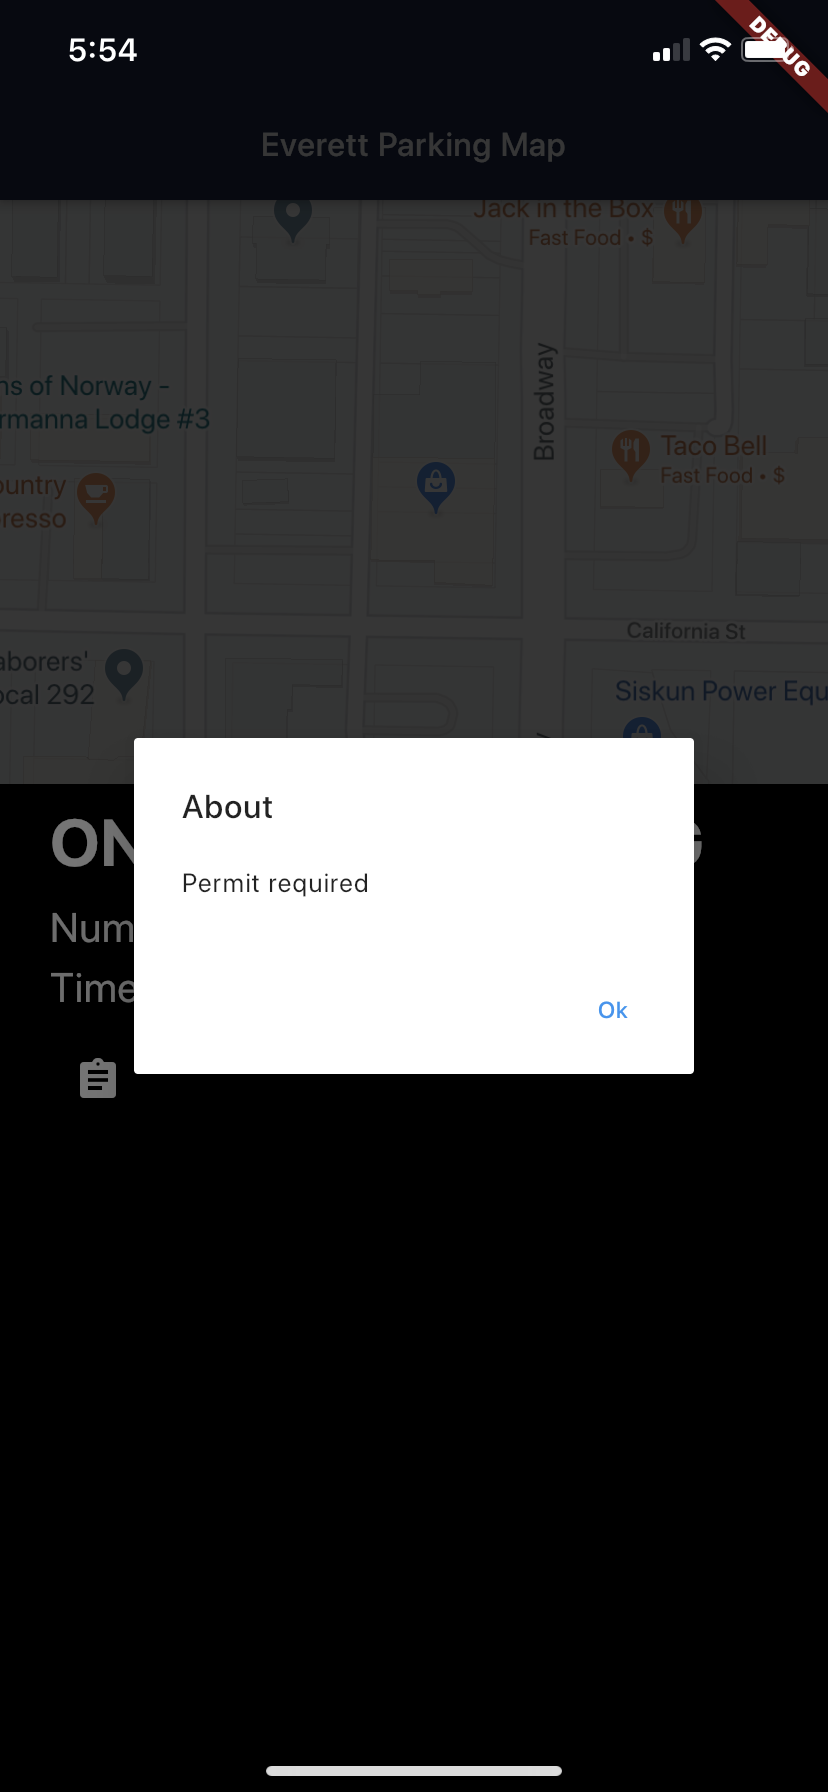 5:54
DEBUG
Everett Parking Map
Jack in the Box
Fast Food • $
Broadway
ns of Norway -
rmanna Lodge #3
Taco Bell
Fast Food • $
ountry
resso
California St
aborers'
ocal 292
Siskun Power Equ
About
Permit required
Ok
ON
G
Num
Time